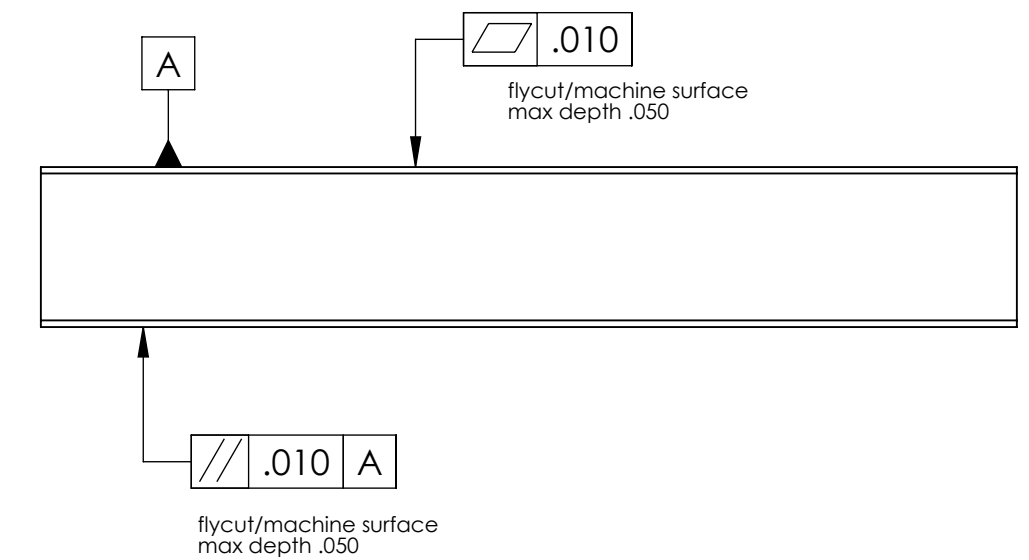 .010
flycut/machine surface
max depth .050
A
// .010 A
flycut/machine surface
max depth .050